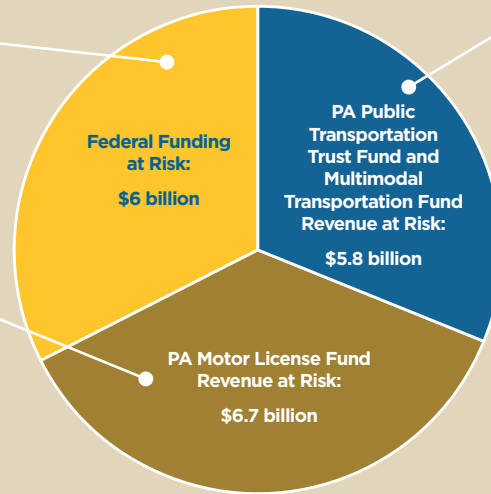 Federal Funding
at Risk:
$6 billion
PA Public
Transportation
Trust Fund and
Multimodal
Transportation Fund
Revenue at Risk:
$5.8 billion
PA Motor License Fund
Revenue at Risk:
$6.7 billion